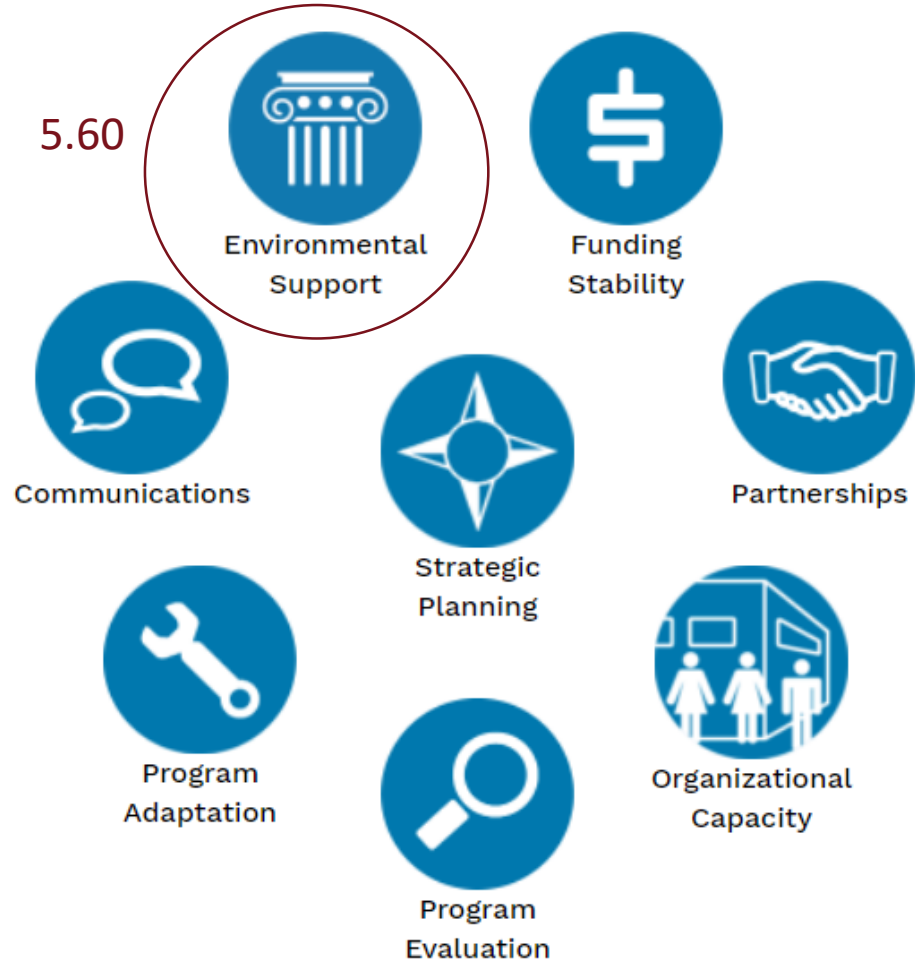 5.60
Environmental
Support
Funding
Stability
Communications
Partnerships
Strategic
Planning
Program
Adaptation
Organizational
Capacity
Program
Evaluation